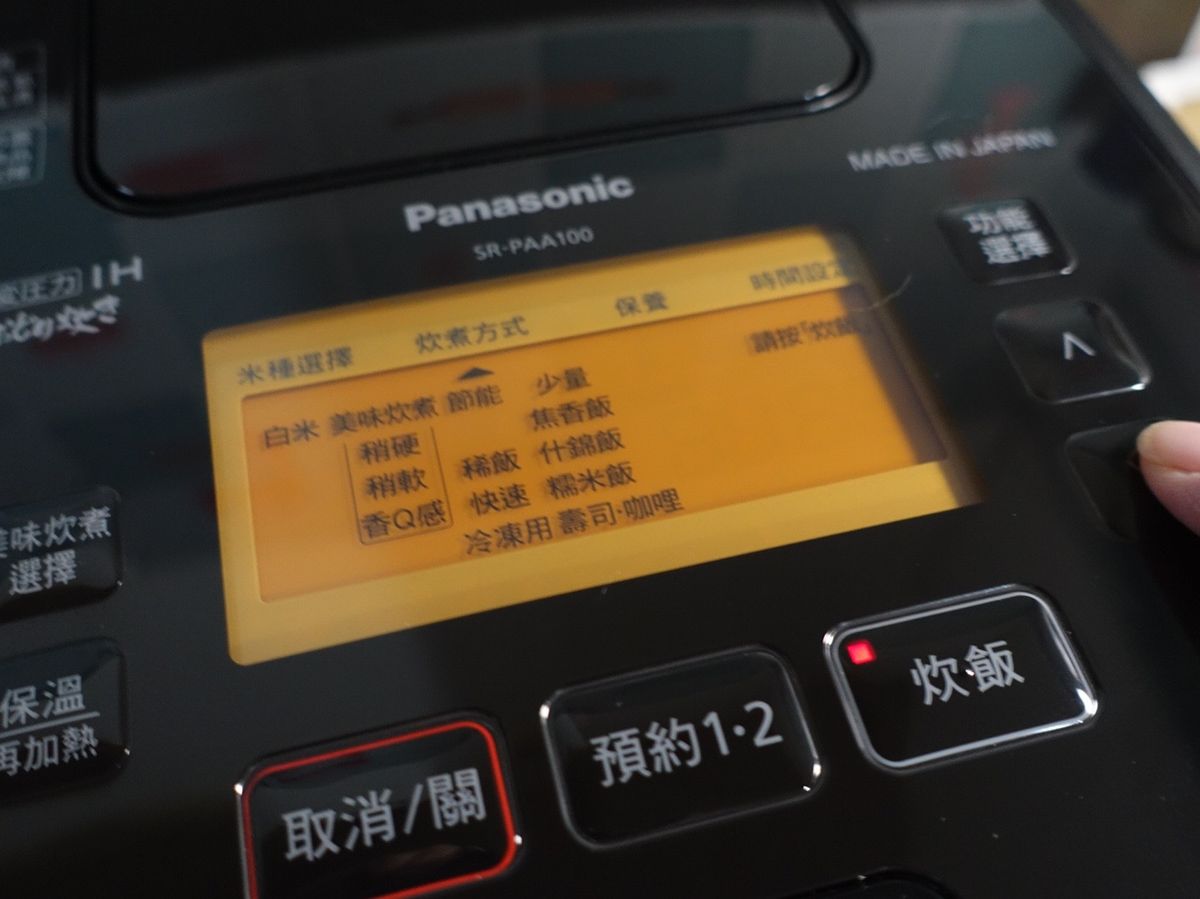 MADE IN JAPAN
Panasonic
SR-PAA100
功能
選擇
壓力 IH
米種選擇 炊煮方式 保養 時間設定
請按「炊飯」
白米 美味炊煮 節能 少量
焦香飯
稍硬
稍軟 稀飯 什錦飯
香Q感 快速 糯米飯
冷凍用 壽司·咖哩
美味炊煮
選擇
保溫
再加熱
取消/關
預約1·2
炊飯